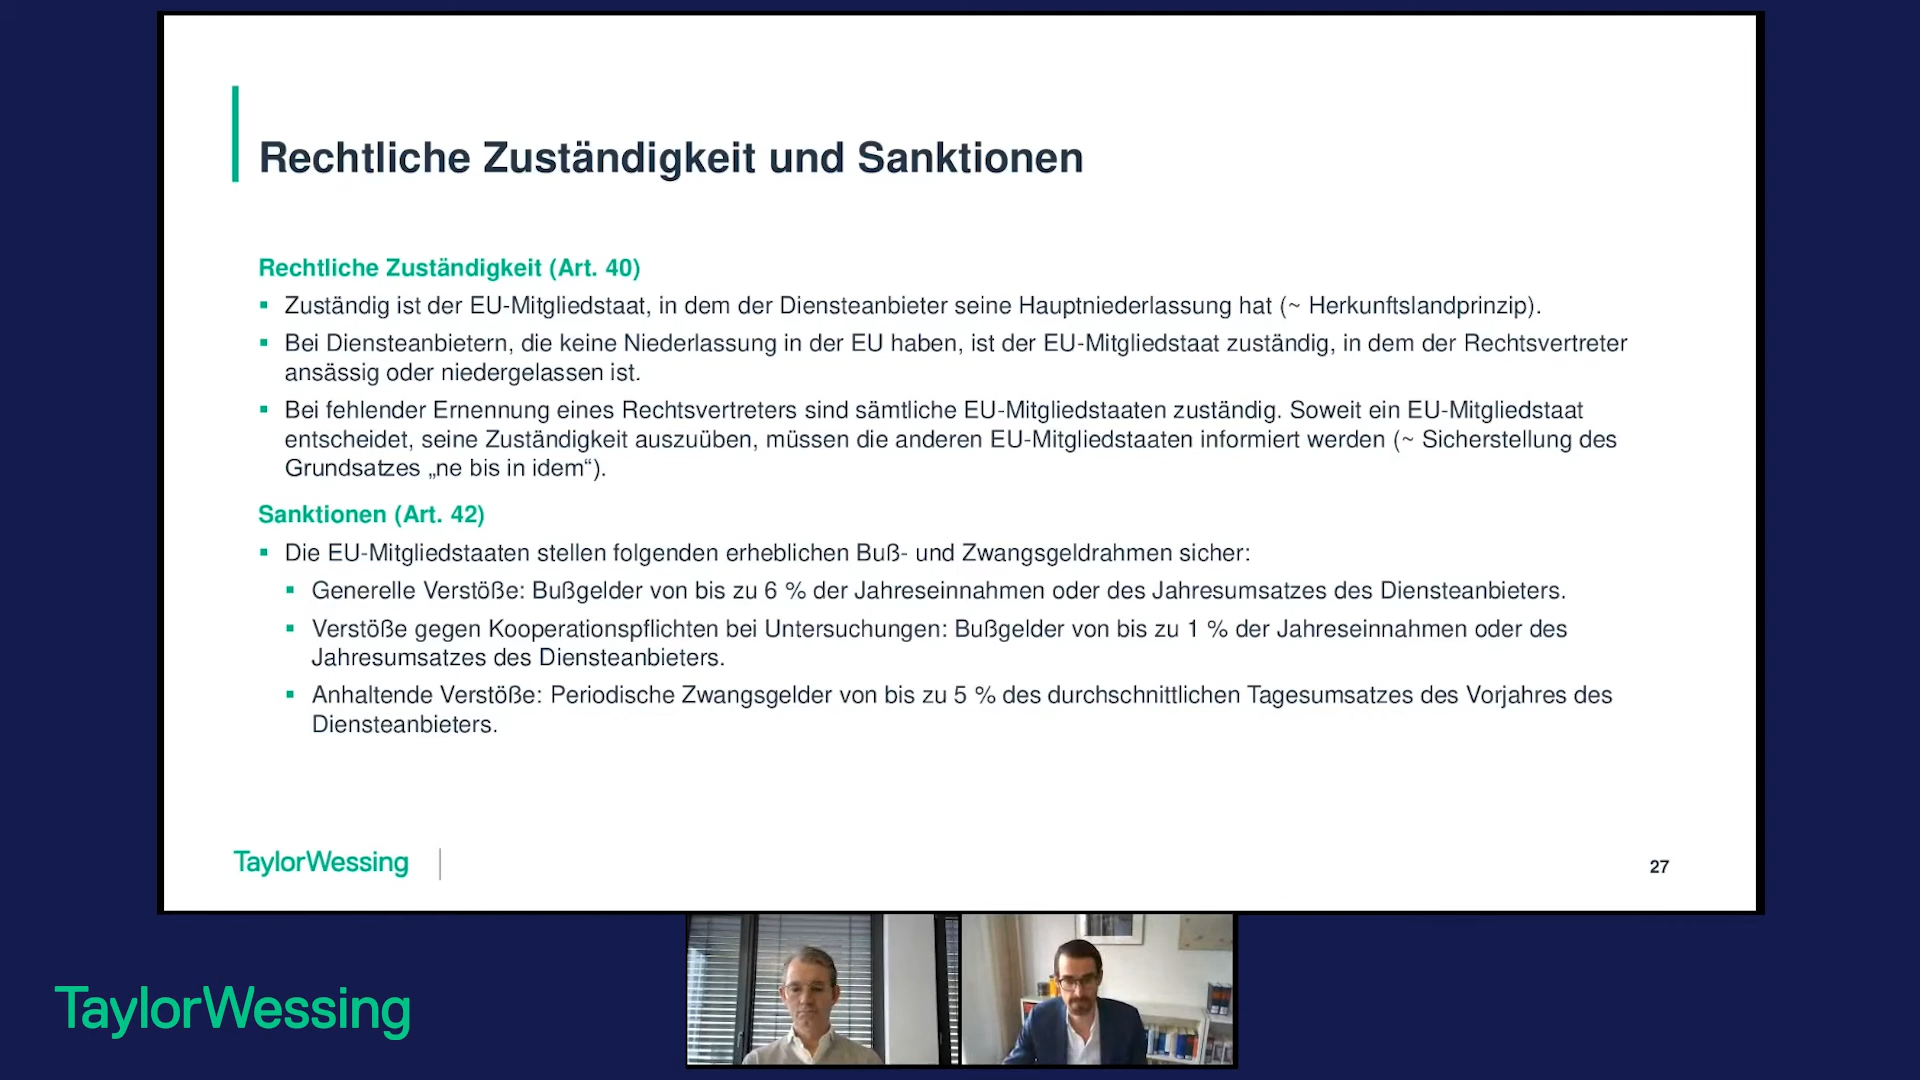 Rechtliche Zuständigkeit und Sanktionen
Rechtliche Zuständigkeit (Art. 40)
▪ Zuständig ist der EU-Mitgliedstaat, in dem der Diensteanbieter seine Hauptniederlassung hat (~ Herkunftslandprinzip).
▪ Bei Diensteanbietern, die keine Niederlassung in der EU haben, ist der EU-Mitgliedstaat zuständig, in dem der Rechtsvertreter
ansässig oder niedergelassen ist.
▪ Bei fehlender Ernennung eines Rechtsvertreters sind sämtliche EU-Mitgliedstaaten zuständig. Soweit ein EU-Mitgliedstaat
entscheidet, seine Zuständigkeit auszuüben, müssen die anderen EU-Mitgliedstaaten informiert werden (~ Sicherstellung des
Grundsatzes „ne bis in idem“).
Sanktionen (Art. 42)
▪ Die EU-Mitgliedstaaten stellen folgenden erheblichen Buß- und Zwangsgeldrahmen sicher:
▪ Generelle Verstöße: Bußgelder von bis zu 6 % der Jahreseinnahmen oder des Jahresumsatzes des Diensteanbieters.
▪ Verstöße gegen Kooperationspflichten bei Untersuchungen: Bußgelder von bis zu 1 % der Jahreseinnahmen oder des
Jahresumsatzes des Diensteanbieters.
▪ Anhaltende Verstöße: Periodische Zwangsgelder von bis zu 5 % des durchschnittlichen Tagesumsatzes des Vorjahres des
Diensteanbieters.
TaylorWessing
27
TaylorWessing